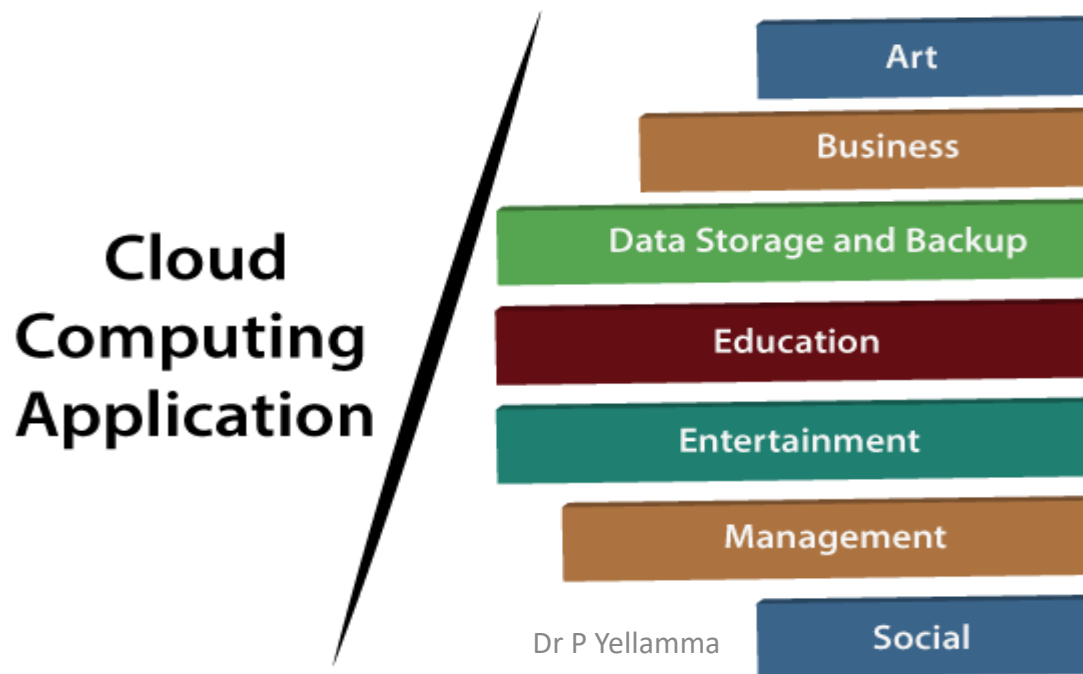 Cloud
Computing
Application
Art
Business
Data Storage and Backup
Education
Entertainment
Management
Social
Dr P Yellamma